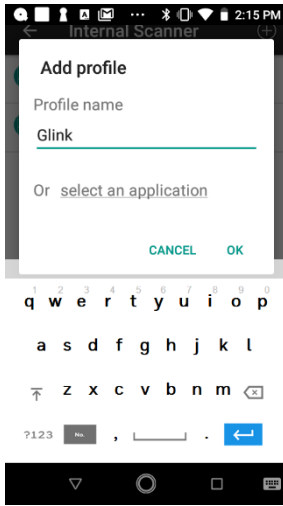 2:15 PM
Internal Scanner
Add profile
Profile name
Glink
Or select an application
CANCEL OK
1 2 3 4 5 6 7 8 9 0
q w e r t y u i o p
a s d f g h j k l
z x c v b n m
?123 No. , .